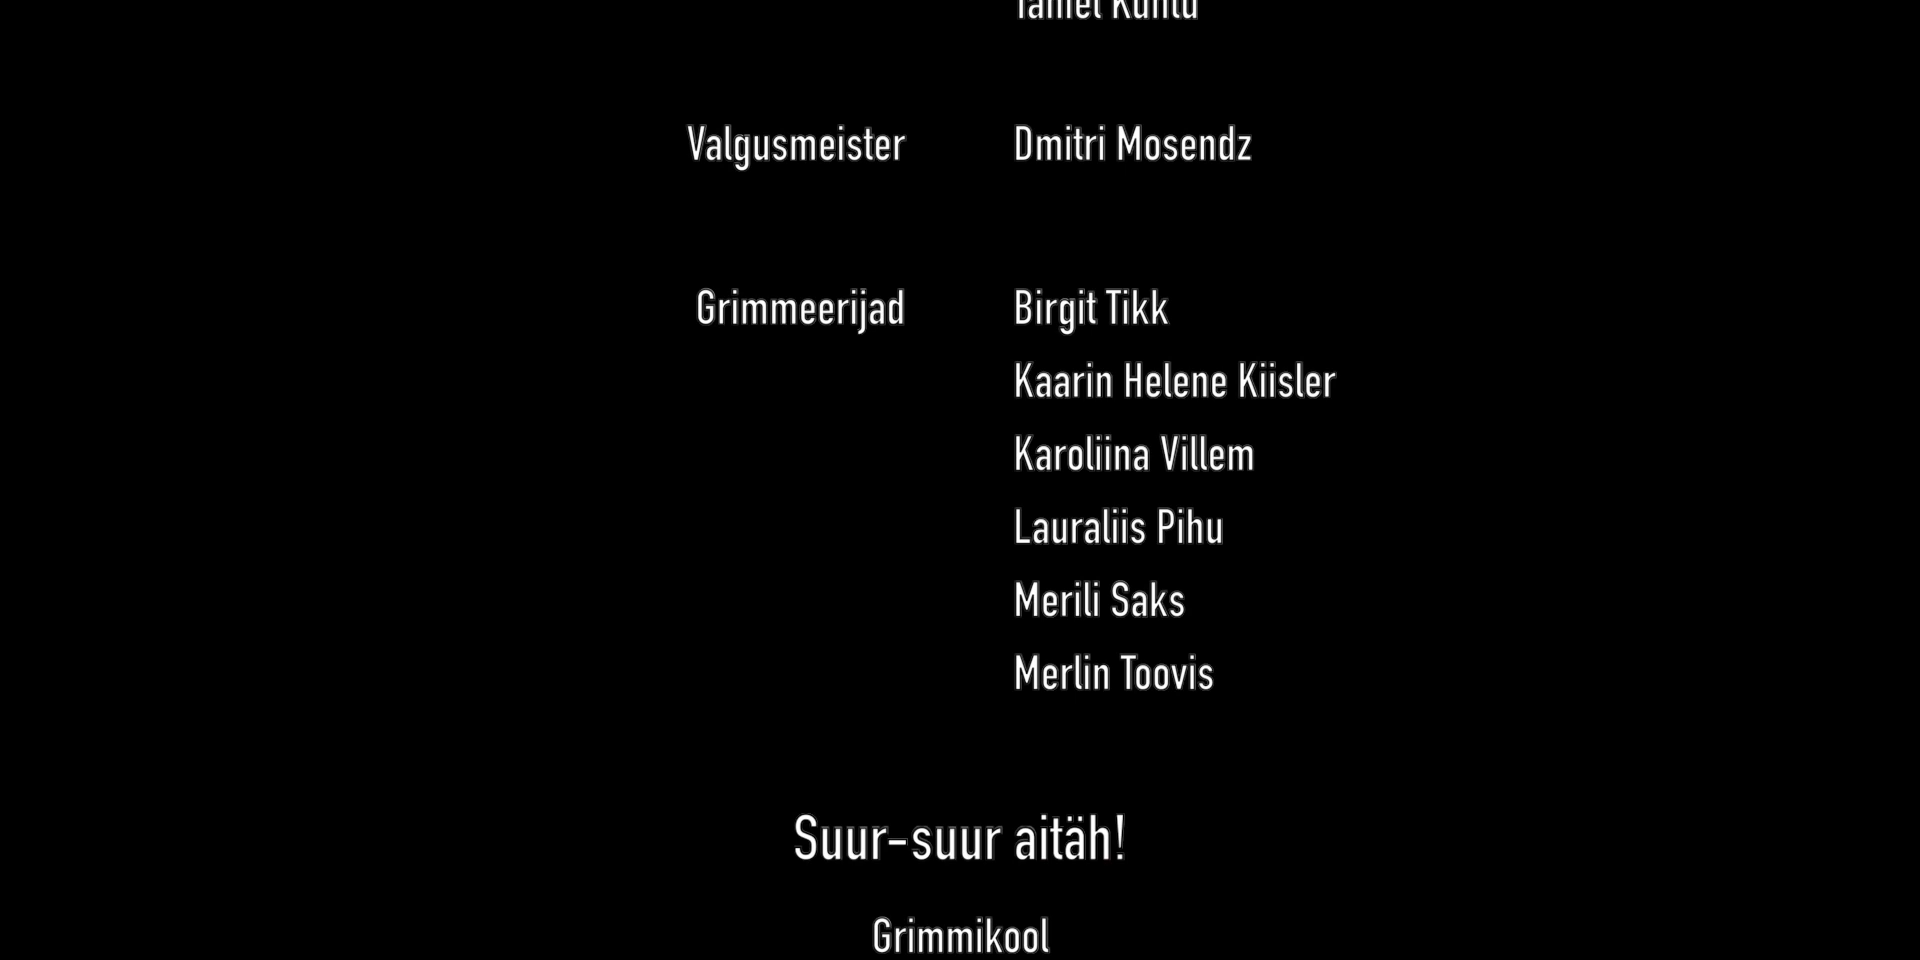 Valgusmeister Dmitri Mosendz
Grimmeerijad Birgit Tikk
Kaarin Helene Kiisler
Karoliina Villem
Lauraliis Pihu
Merili Saks
Merlin Toovis
Suur-suur aitäh!
Grimmikool